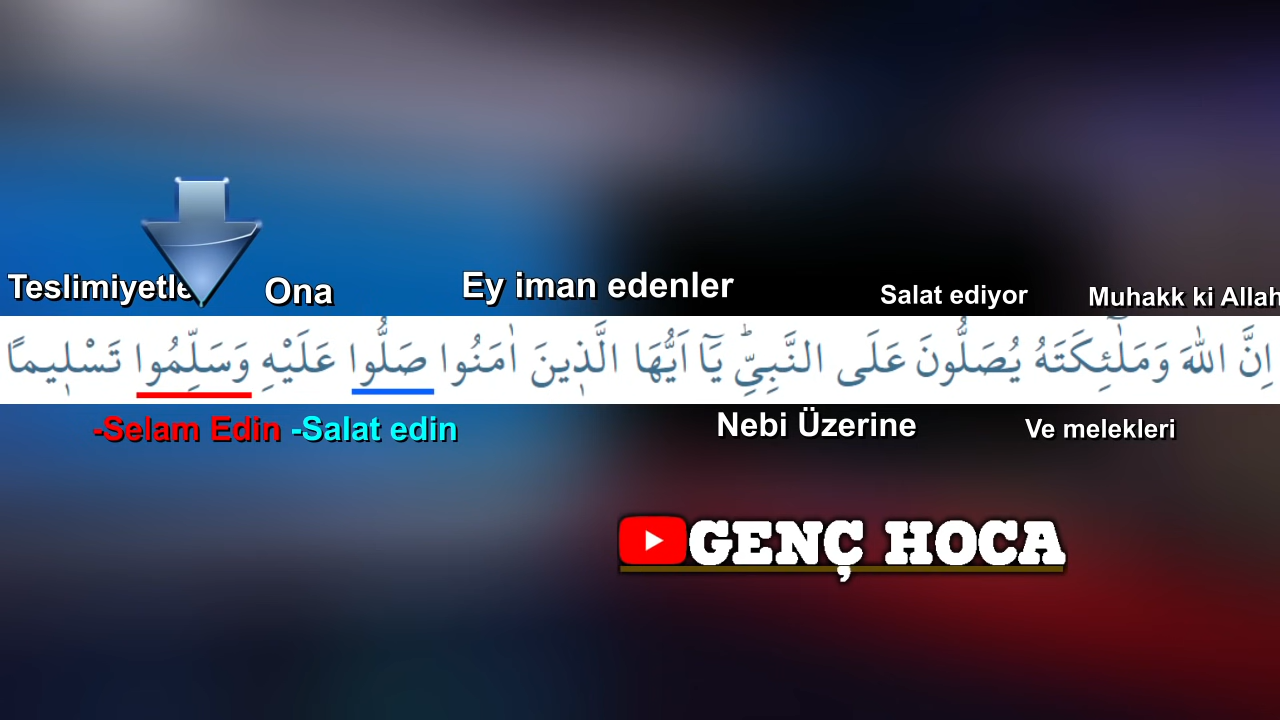 Teslimiyetle Ona Ey iman edenler Salat ediyor Muhakk ki Allah
اِنَّ اللّٰهَ وَمَلٰٓئِكَتَهُ يُصَلُّونَ عَلَى النَّبِيِّۜ يَٓا اَيُّهَا الَّذٖينَ اٰمَنُوا صَلُّوا عَلَيْهِ وَسَلِّمُوا تَسْلٖيماً
-Selam Edin -Salat edin Nebi Üzerine Ve melekleri
GENÇ HOCA